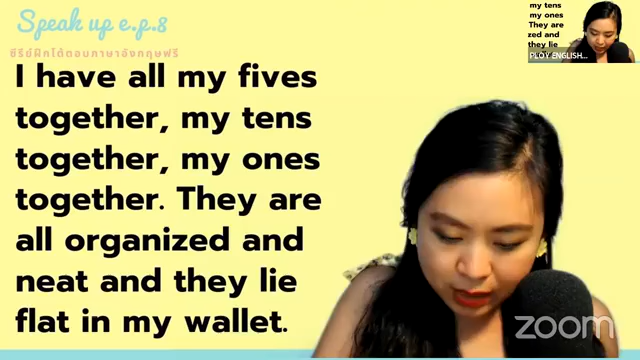 Speak up e.p.8
ซีรีย์ฝึกโต้ตอบภาษาอังกฤษฟรี
I have all my fives
together, my tens
together, my ones
together. They are
all organized and
neat and they lie
flat in my wallet.
my tens
my ones
They are
zed and
they lie
PLOY ENGLISH...
zoom